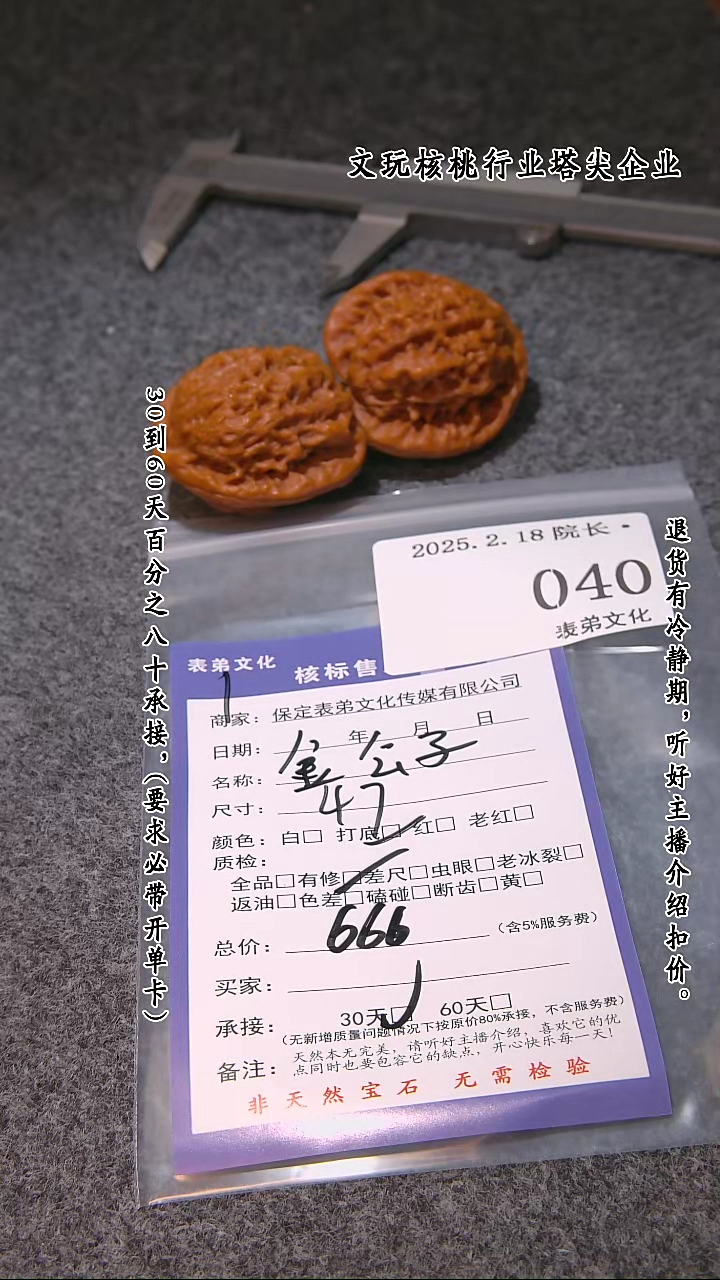 文玩核桃行业塔尖企业
30到60天百分之八十承接，(要求必带开单卡)
退货有冷静期，听好主播介绍扣价。
2025.2.18 院长·
040
表弟文化
表弟文化 核标售
商家：保定表弟文化传媒有限公司
日期： 年 月 日
名称：金公子
尺寸：47
颜色：白□ 打底□ 红□ 老红□
质检：
全品□有修□差尺□虫眼□老冰裂□
返油□色差□磕碰□断齿□黄□
总价：666（含5%服务费）
买家：
承接： 30天□ 60天□
（无新增质量问题情况下按原价80%承接，不含服务费）
备注：天然本无完美，请听好主播介绍，喜欢它的优
点同时也要包容它的缺点，开心快乐每一天！
非天然宝石 无需检验